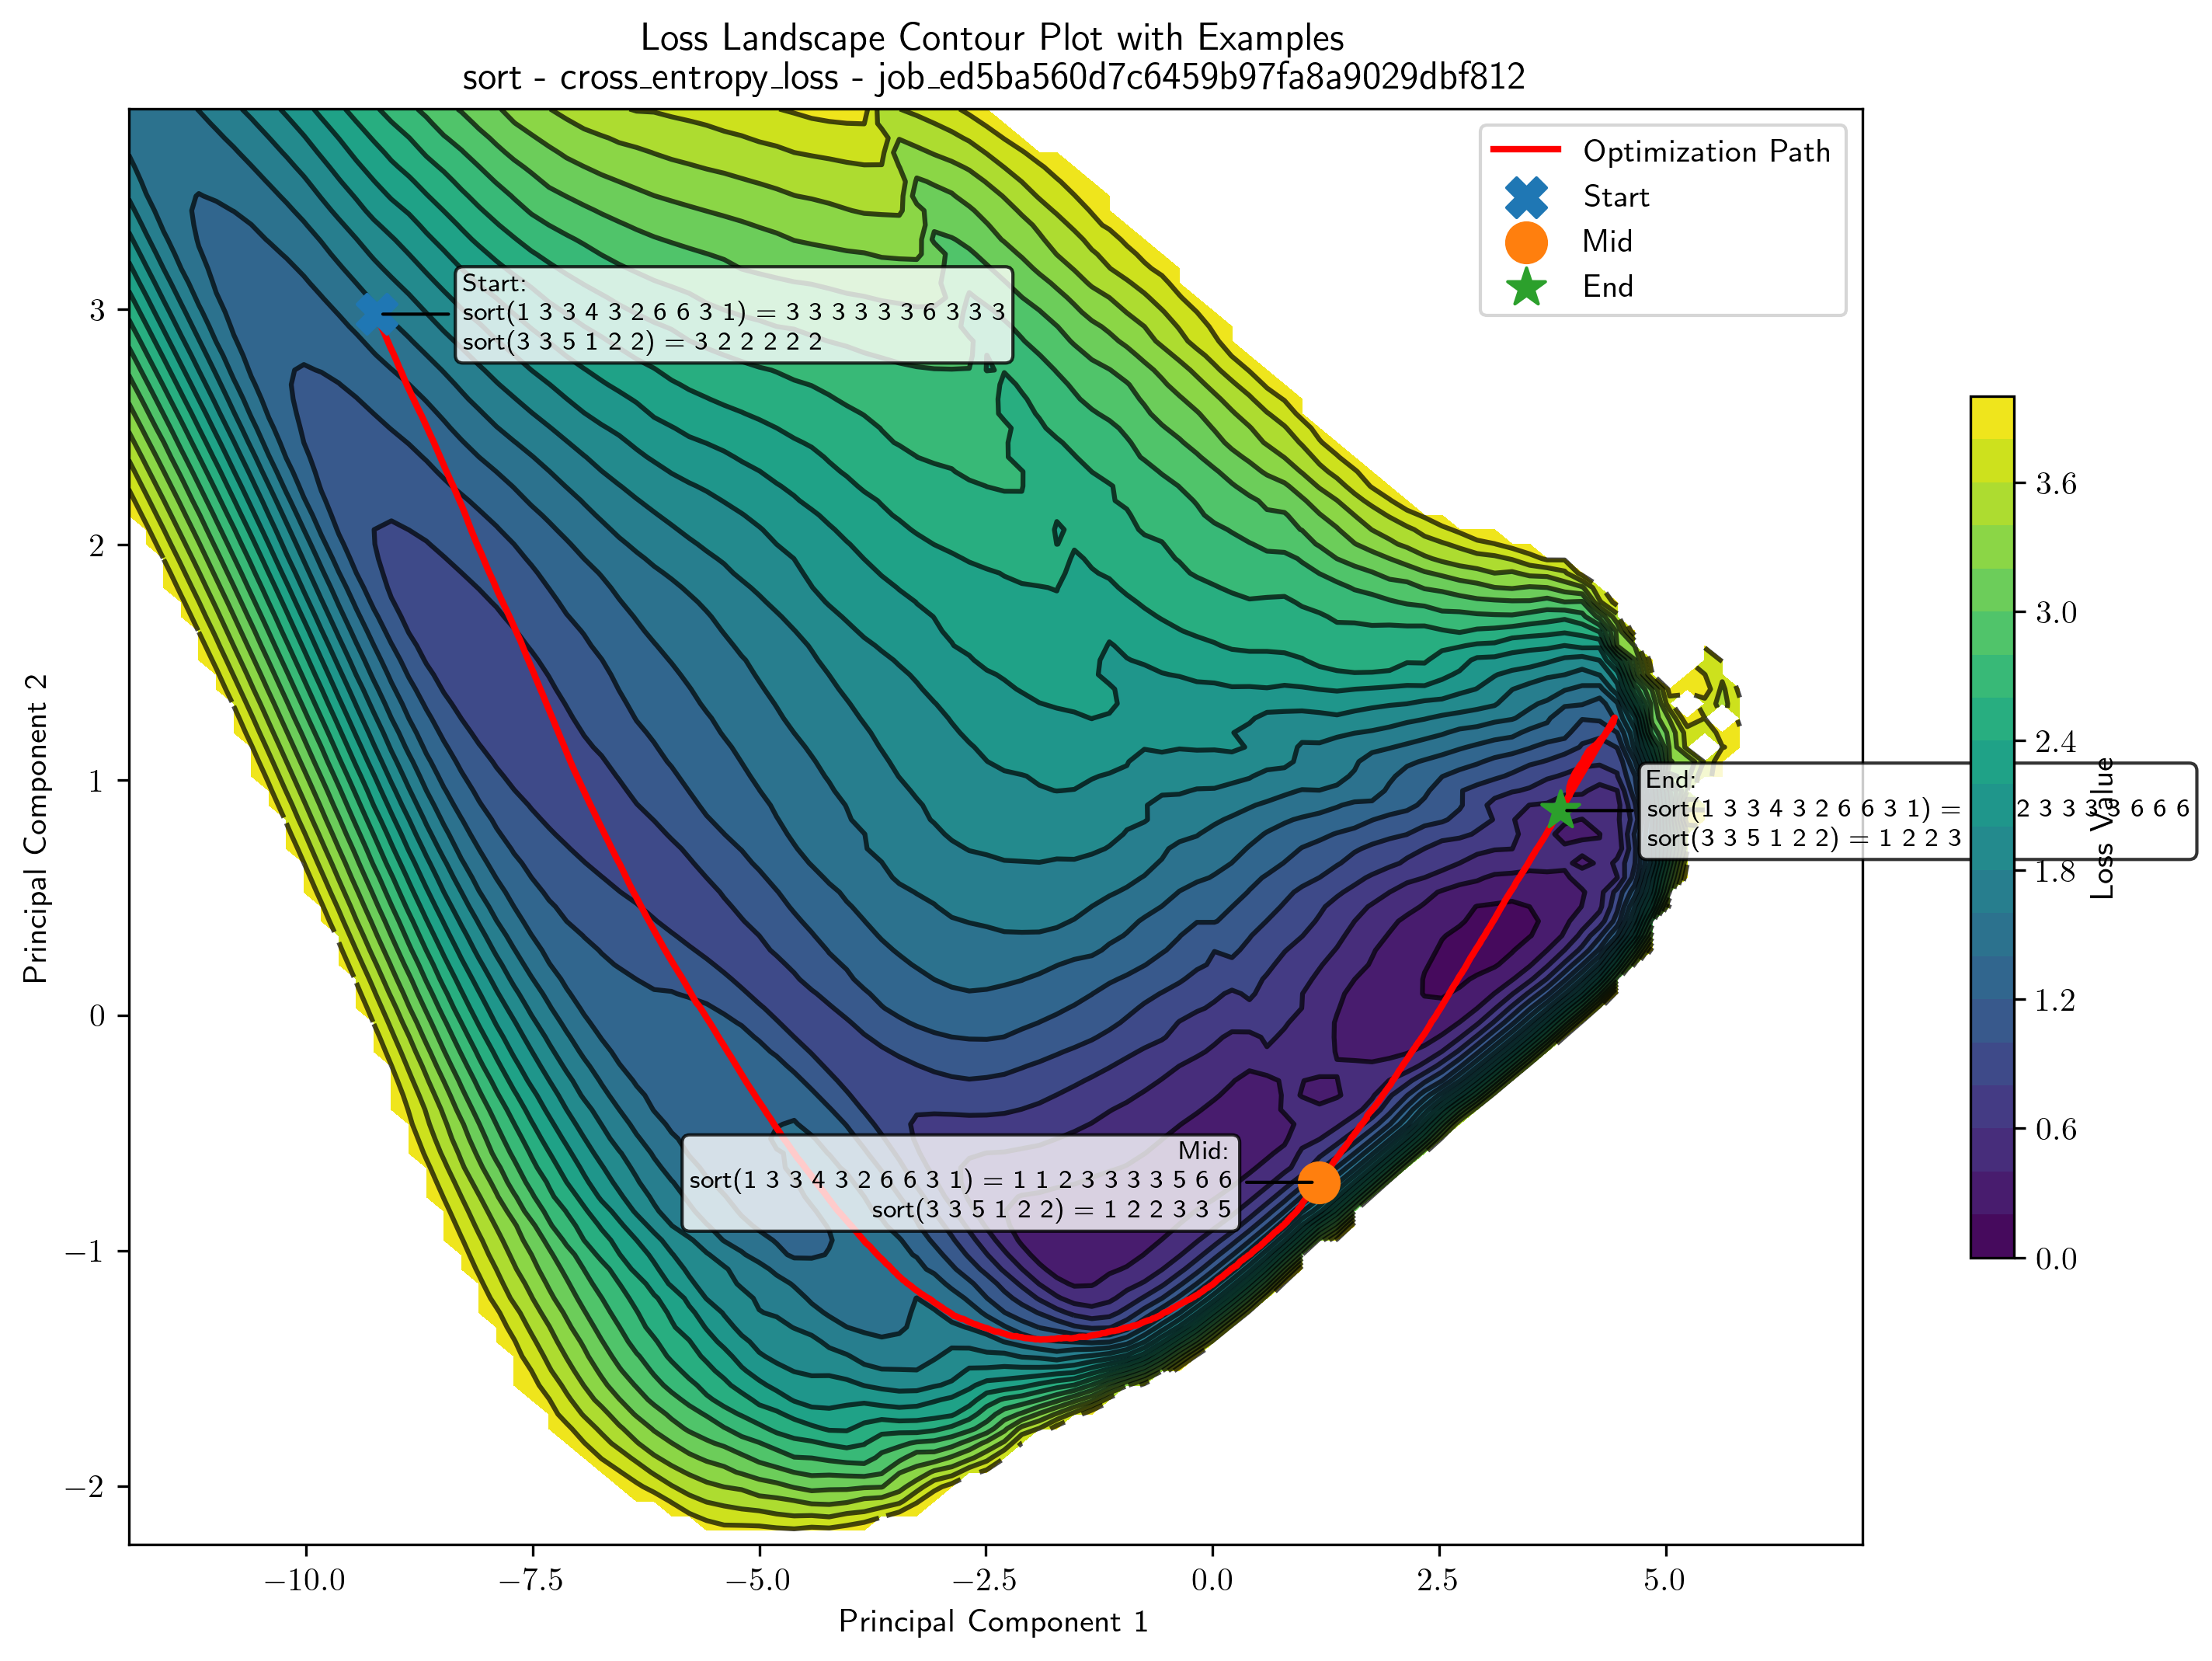 Loss Landscape Contour Plot with Examples
sort - cross_entropy_loss - job_ed5ba560d7c6459b97fa8a9029dbf812
Optimization Path
Start
Mid
End
Start:
sort(1 3 3 4 3 2 6 6 3 1) = 3 3 3 3 3 3 6 3 3 3
sort(3 3 5 1 2 2) = 3 2 2 2 2 2
End:
sort(1 3 3 4 3 2 6 6 3 1) = 2 3 3 3 3 6 6 6
sort(3 3 5 1 2 2) = 1 2 2 3
Mid:
sort(1 3 3 4 3 2 6 6 3 1) = 1 1 2 3 3 3 3 5 6 6
sort(3 3 5 1 2 2) = 1 2 2 3 3 5
Principal Component 2
3
2
1
0
−1
−2
−10.0
−7.5
−5.0
−2.5
0.0
2.5
5.0
Principal Component 1
3.6
3.0
2.4
1.8
1.2
0.6
0.0
Loss Value